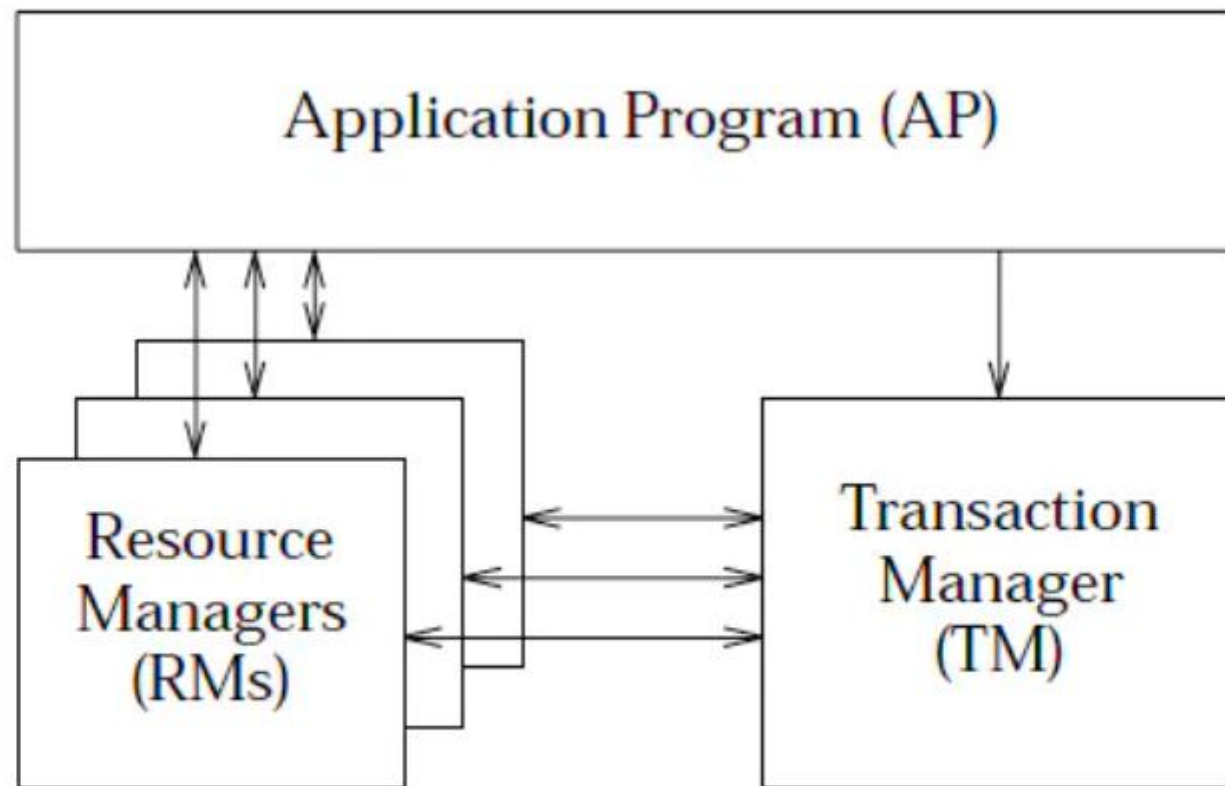 Application Program (AP)
Resource
Managers
(RMs)
Transaction
Manager
(TM)